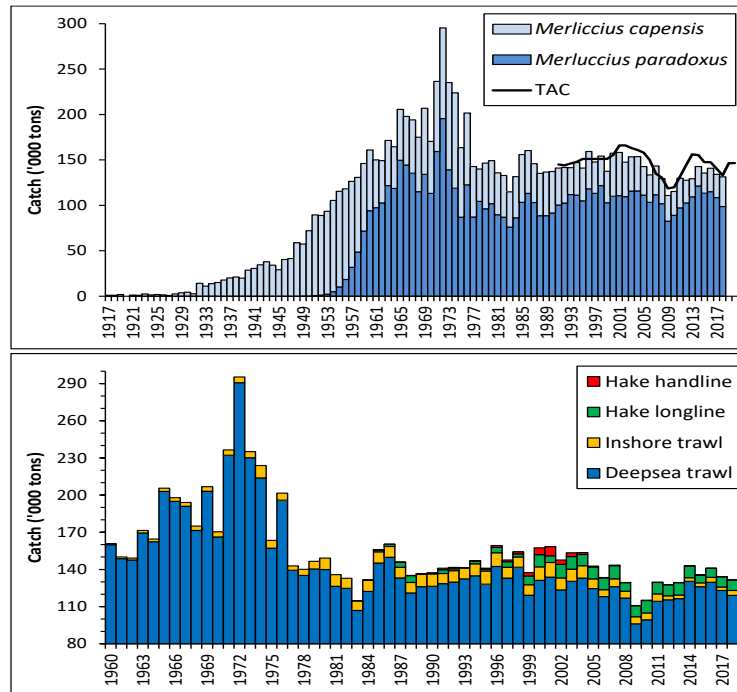 300
250
200
150
100
50
0
Catch ('000 tons)
Merliccius capensis
Merluccius paradoxus
TAC
1917 1921 1925 1929 1933 1937 1941 1945 1949 1953 1957 1961 1965 1969 1973 1977 1981 1985 1989 1993 1997 2001 2005 2009 2013 2017
290
260
230
200
170
140
110
80
Catch ('000 tons)
Hake handline
Hake longline
Inshore trawl
Deepsea trawl
1960 1963 1966 1969 1972 1975 1978 1981 1984 1987 1990 1993 1996 1999 2002 2005 2008 2011 2014 2017